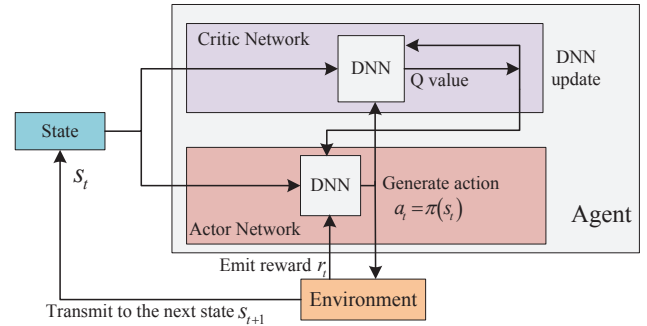 Critic Network
DNN
Q value
DNN
update
State
s_t
DNN
Generate action
a_t = π(s_t)
Actor Network
Agent
Emit reward r_t
Environment
Transmit to the next state s_{t+1}